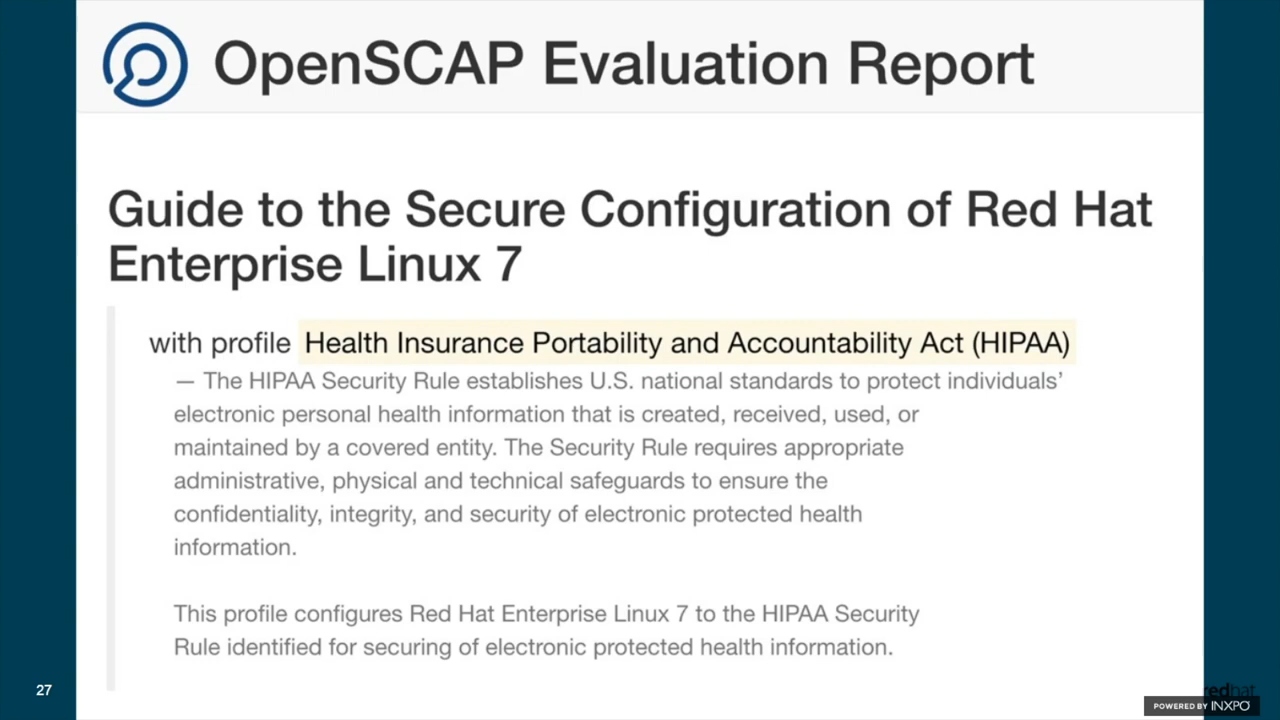 OpenSCAP Evaluation Report
Guide to the Secure Configuration of Red Hat
Enterprise Linux 7
with profile Health Insurance Portability and Accountability Act (HIPAA)
— The HIPAA Security Rule establishes U.S. national standards to protect individuals’
electronic personal health information that is created, received, used, or
maintained by a covered entity. The Security Rule requires appropriate
administrative, physical and technical safeguards to ensure the
confidentiality, integrity, and security of electronic protected health
information.
This profile configures Red Hat Enterprise Linux 7 to the HIPAA Security
Rule identified for securing of electronic protected health information.
27
redhat
POWERED BY INXPO